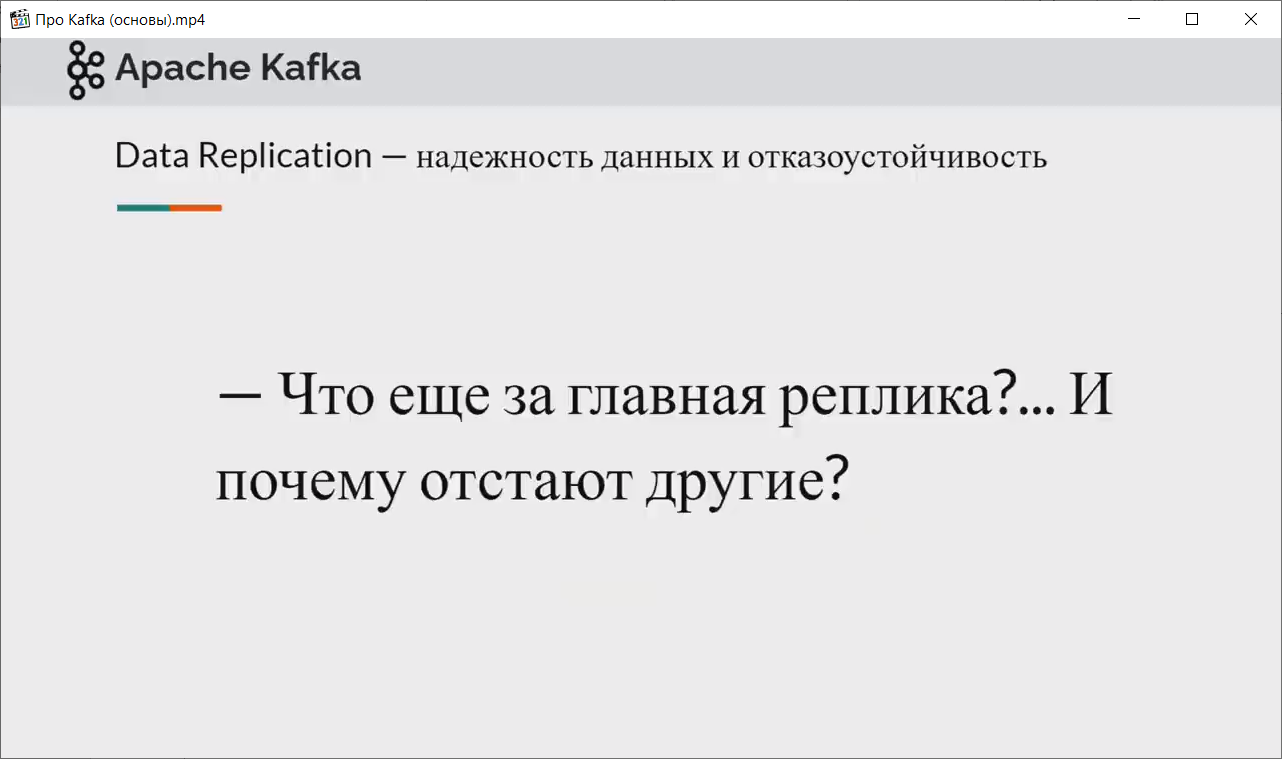 Про Kafka (основы).mp4
Apache Kafka
Data Replication — надежность данных и отказоустойчивость
— Что еще за главная реплика?... И
почему отстают другие?